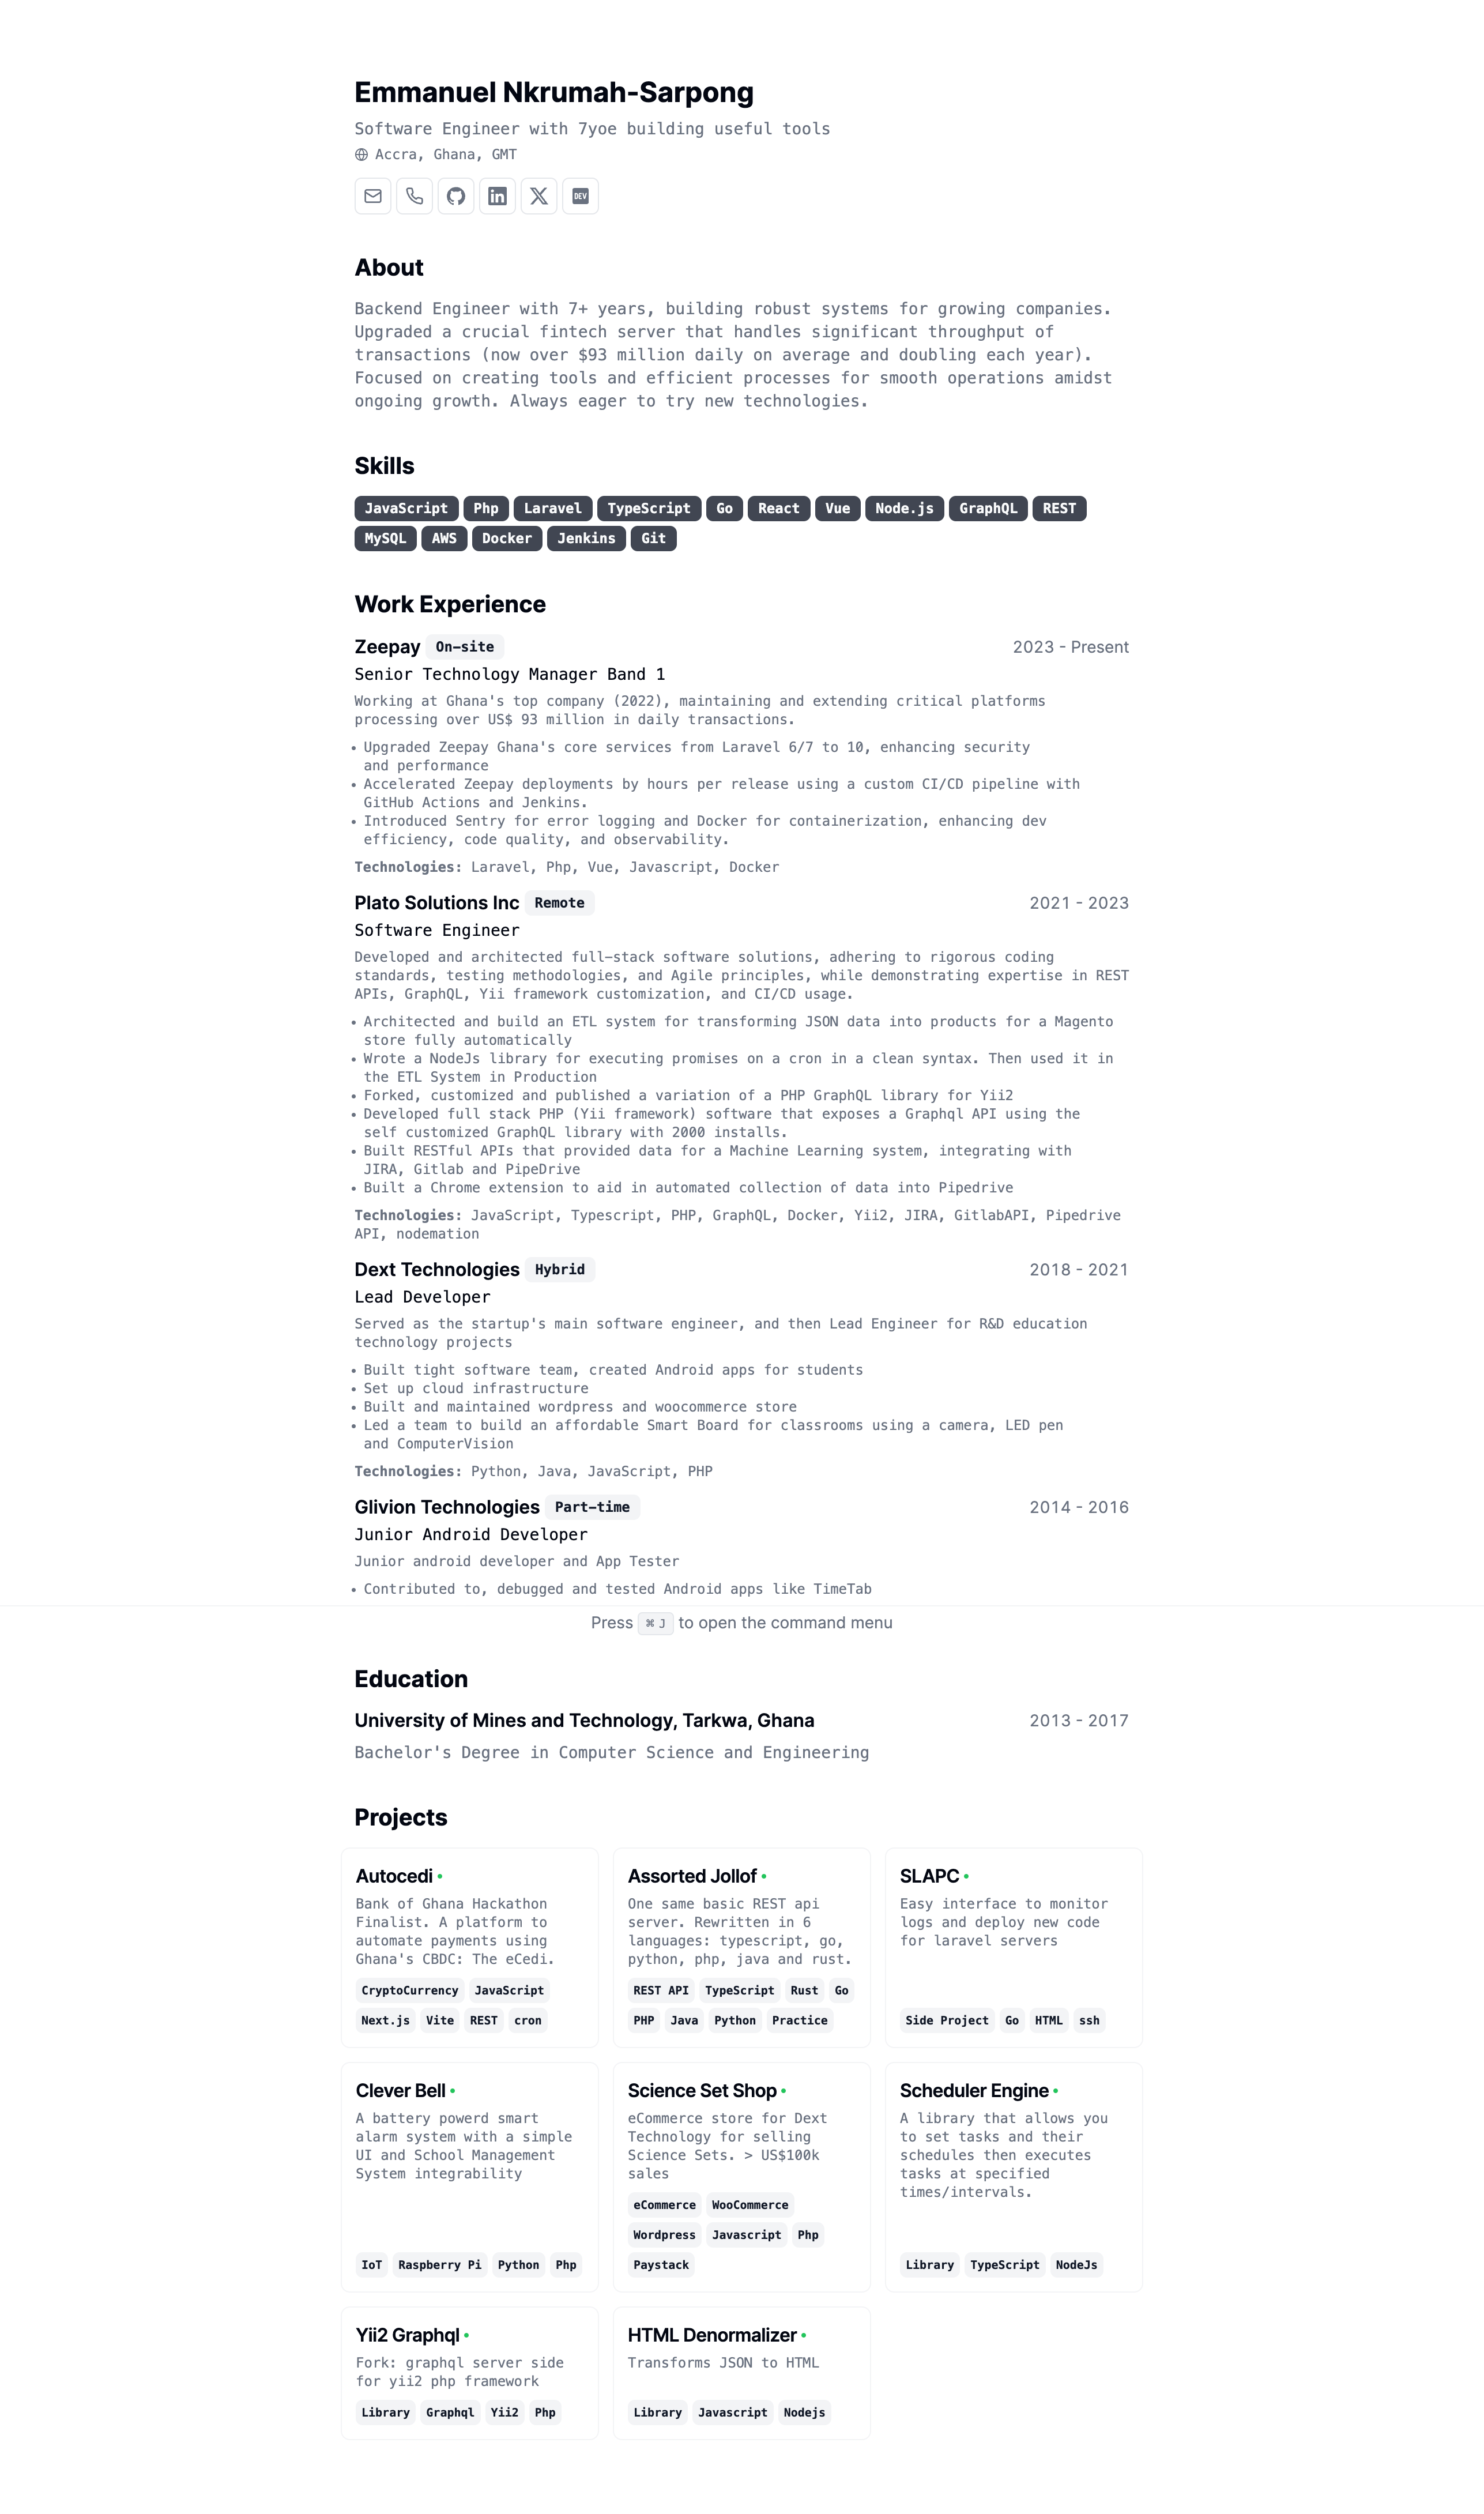 Emmanuel Nkrumah-Sarpong
Software Engineer with 7yoe building useful tools
Accra, Ghana, GMT
DEV
About
Backend Engineer with 7+ years, building robust systems for growing companies.
Upgraded a crucial fintech server that handles significant throughput of
transactions (now over $93 million daily on average and doubling each year).
Focused on creating tools and efficient processes for smooth operations amidst
ongoing growth. Always eager to try new technologies.
Skills
JavaScript Php Laravel TypeScript Go React Vue Node.js GraphQL REST
MySQL AWS Docker Jenkins Git
Work Experience
Zeepay On-site 2023 - Present
Senior Technology Manager Band 1
Working at Ghana's top company (2022), maintaining and extending critical platforms
processing over US$ 93 million in daily transactions.
• Upgraded Zeepay Ghana's core services from Laravel 6/7 to 10, enhancing security
and performance
• Accelerated Zeepay deployments by hours per release using a custom CI/CD pipeline with
GitHub Actions and Jenkins.
• Introduced Sentry for error logging and Docker for containerization, enhancing dev
efficiency, code quality, and observability.
Technologies: Laravel, Php, Vue, Javascript, Docker
Plato Solutions Inc Remote 2021 - 2023
Software Engineer
Developed and architected full-stack software solutions, adhering to rigorous coding
standards, testing methodologies, and Agile principles, while demonstrating expertise in REST
APIs, GraphQL, Yii framework customization, and CI/CD usage.
• Architected and build an ETL system for transforming JSON data into products for a Magento
store fully automatically
• Wrote a NodeJs library for executing promises on a cron in a clean syntax. Then used it in
the ETL System in Production
• Forked, customized and published a variation of a PHP GraphQL library for Yii2
• Developed full stack PHP (Yii framework) software that exposes a Graphql API using the
self customized GraphQL library with 2000 installs.
• Built RESTful APIs that provided data for a Machine Learning system, integrating with
JIRA, Gitlab and PipeDrive
• Built a Chrome extension to aid in automated collection of data into Pipedrive
Technologies: JavaScript, Typescript, PHP, GraphQL, Docker, Yii2, JIRA, GitlabAPI, Pipedrive
API, nodemation
Dext Technologies Hybrid 2018 - 2021
Lead Developer
Served as the startup's main software engineer, and then Lead Engineer for R&D education
technology projects
• Built tight software team, created Android apps for students
• Set up cloud infrastructure
• Built and maintained wordpress and woocommerce store
• Led a team to build an affordable Smart Board for classrooms using a camera, LED pen
and ComputerVision
Technologies: Python, Java, JavaScript, PHP
Glivion Technologies Part-time 2014 - 2016
Junior Android Developer
Junior android developer and App Tester
• Contributed to, debugged and tested Android apps like TimeTab
Press ⌘ J to open the command menu
Education
University of Mines and Technology, Tarkwa, Ghana 2013 - 2017
Bachelor's Degree in Computer Science and Engineering
Projects
Autocedi
Bank of Ghana Hackathon
Finalist. A platform to
automate payments using
Ghana's CBDC: The eCedi.
CryptoCurrency JavaScript
Next.js Vite REST cron
Assorted Jollof
One same basic REST api
server. Rewritten in 6
languages: typescript, go,
python, php, java and rust.
REST API TypeScript Rust Go
PHP Java Python Practice
SLAPC
Easy interface to monitor
logs and deploy new code
for laravel servers
Side Project Go HTML ssh
Clever Bell
A battery powerd smart
alarm system with a simple
UI and School Management
System integrability
IoT Raspberry Pi Python Php
Science Set Shop
eCommerce store for Dext
Technology for selling
Science Sets. > US$100k
sales
eCommerce WooCommerce
Wordpress Javascript Php
Paystack
Scheduler Engine
A library that allows you
to set tasks and their
schedules then executes
tasks at specified
times/intervals.
Library TypeScript NodeJs
Yii2 Graphql
Fork: graphql server side
for yii2 php framework
Library Graphql Yii2 Php
HTML Denormalizer
Transforms JSON to HTML
Library Javascript Nodejs